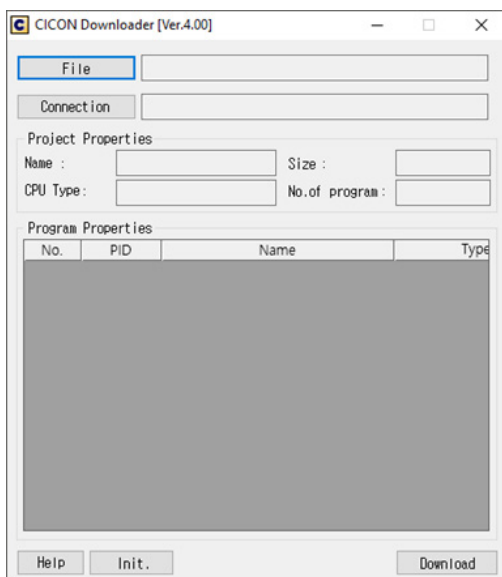 C CICON Downloader [Ver.4.00]
File
Connection
Project Properties
Name : Size :
CPU Type: No.of program:
Program Properties
No. PID Name Type
Help Init. Download